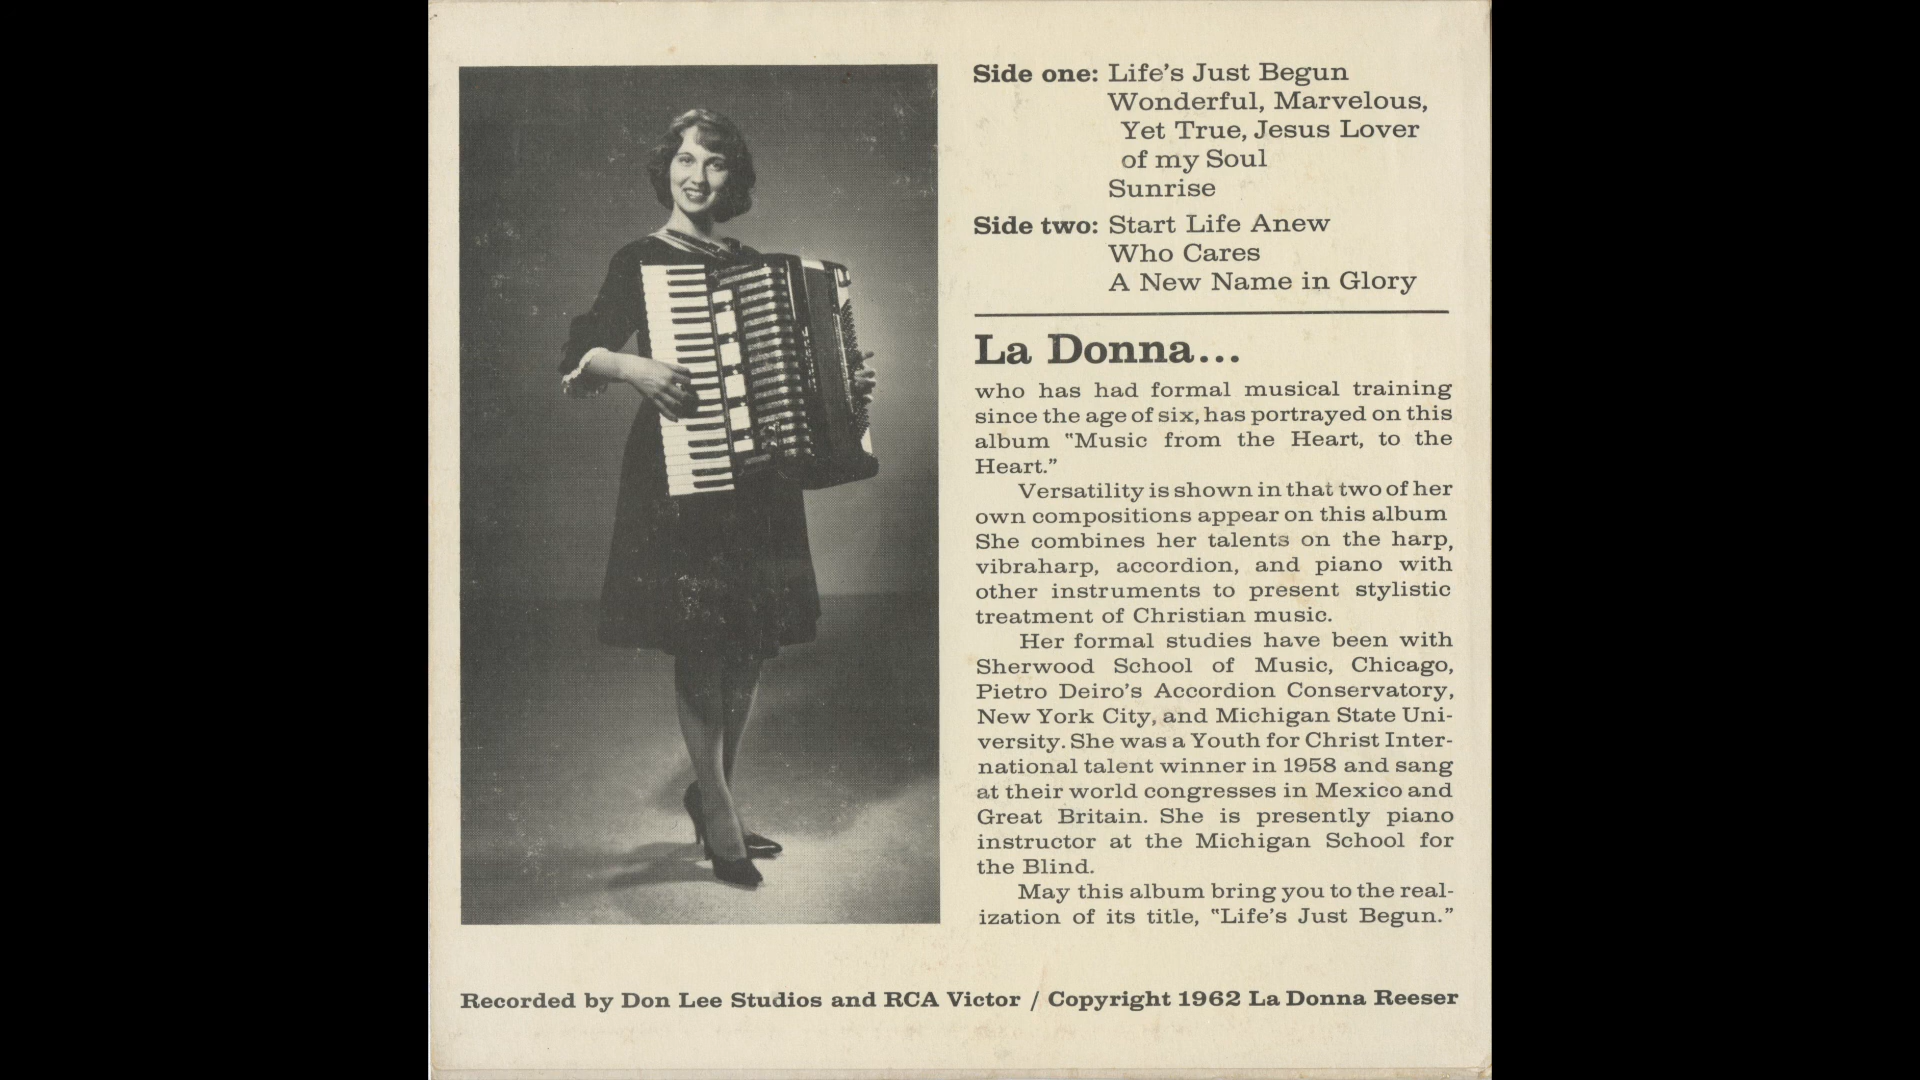 Side one: Life's Just Begun
Wonderful, Marvelous,
Yet True, Jesus Lover
of my Soul
Sunrise
Side two: Start Life Anew
Who Cares
A New Name in Glory
La Donna...
who has had formal musical training
since the age of six, has portrayed on this
album "Music from the Heart, to the
Heart."
Versatility is shown in that two of her
own compositions appear on this album
She combines her talents on the harp,
vibraharp, accordion, and piano with
other instruments to present stylistic
treatment of Christian music.
Her formal studies have been with
Sherwood School of Music, Chicago,
Pietro Deiro's Accordion Conservatory,
New York City, and Michigan State Uni-
versity. She was a Youth for Christ Inter-
national talent winner in 1958 and sang
at their world congresses in Mexico and
Great Britain. She is presently piano
instructor at the Michigan School for
the Blind.
May this album bring you to the real-
ization of its title, "Life's Just Begun."
Recorded by Don Lee Studios and RCA Victor / Copyright 1962 La Donna Reeser